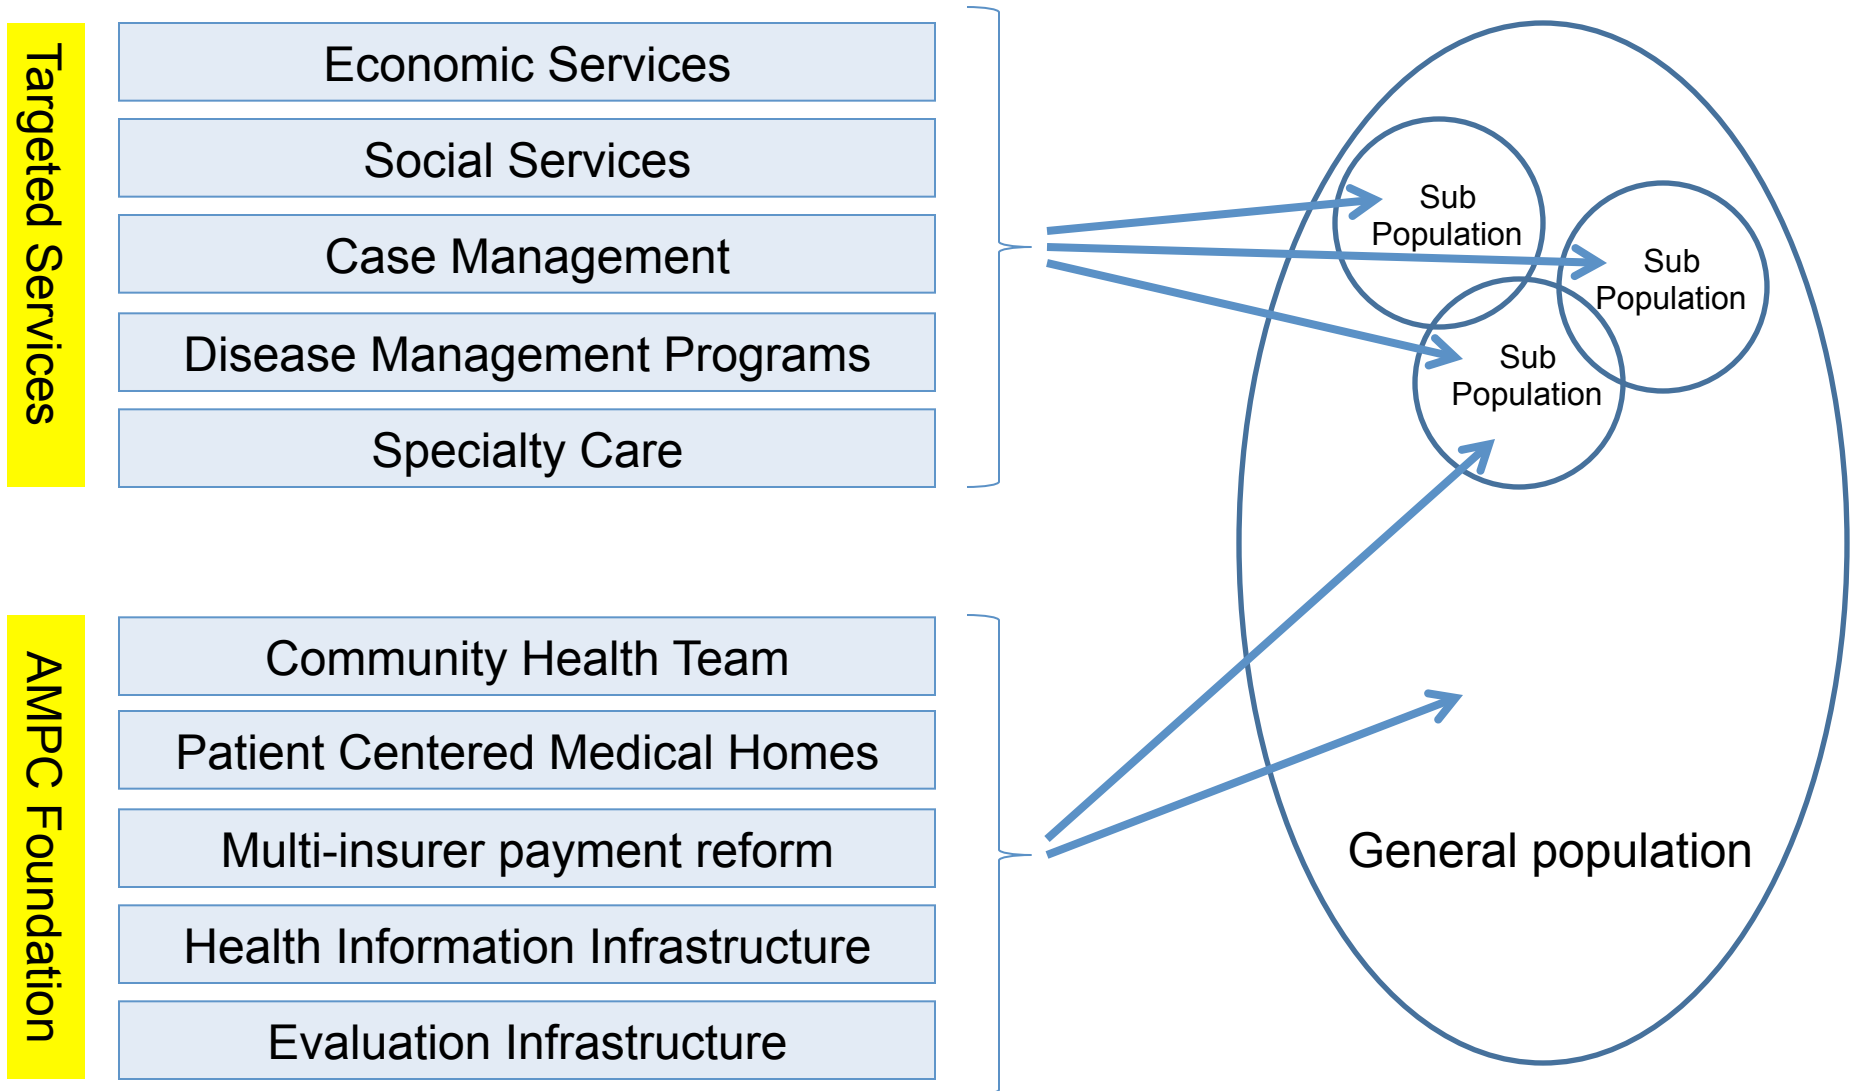 Targeted Services
Economic Services
Social Services
Case Management
Disease Management Programs
Specialty Care
Sub
Population
Sub
Population
Sub
Population
AMPC Foundation
Community Health Team
Patient Centered Medical Homes
Multi-insurer payment reform
Health Information Infrastructure
Evaluation Infrastructure
General population